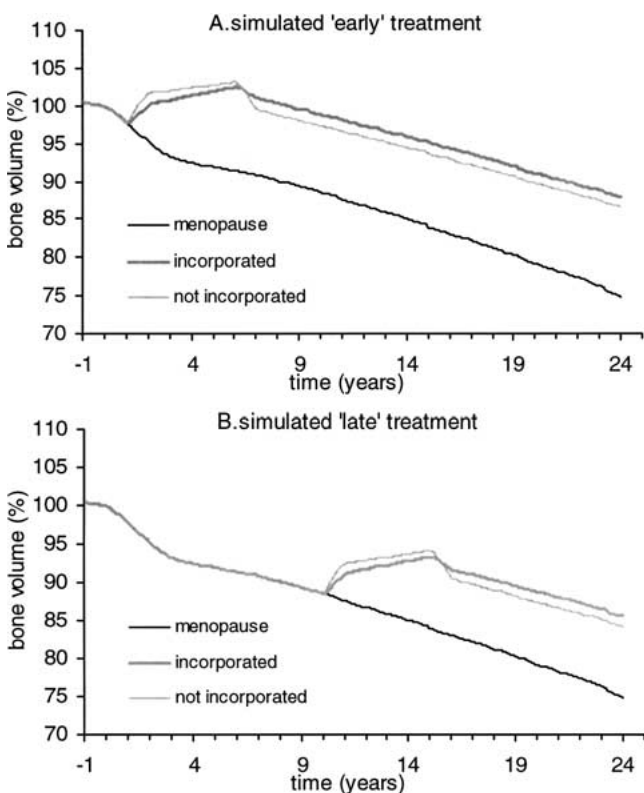 A.simulated 'early' treatment
110
105
100
95
90
85
80
75
70
bone volume (%)
menopause
incorporated
not incorporated
-1 4 9 14 19 24
time (years)
B.simulated 'late' treatment
110
105
100
95
90
85
80
75
70
bone volume (%)
menopause
incorporated
not incorporated
-1 4 9 14 19 24
time (years)